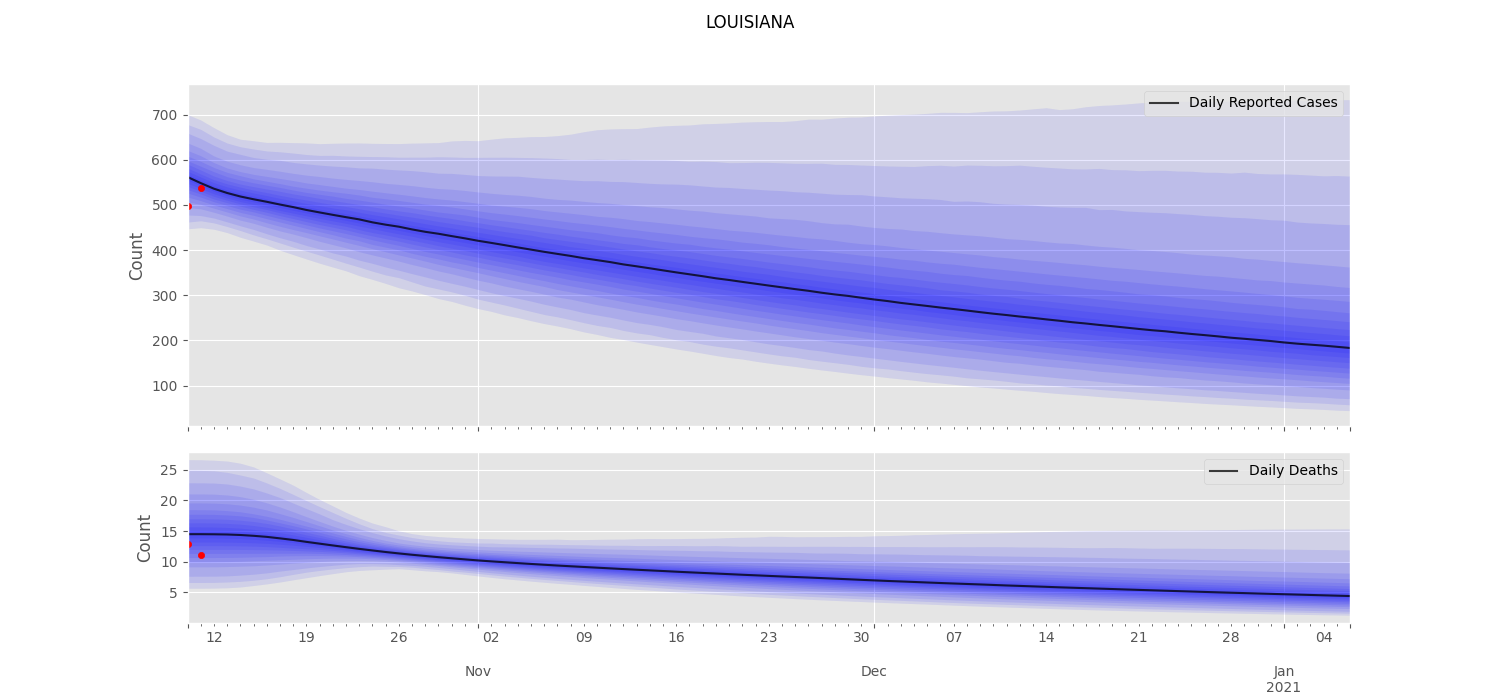 LOUISIANA
Daily Reported Cases
700
600
500
400
300
200
100
Count
Daily Deaths
25
20
15
10
5
Count
12 19 26 02 09 16 23 30 07 14 21 28 04
Nov Dec Jan
2021